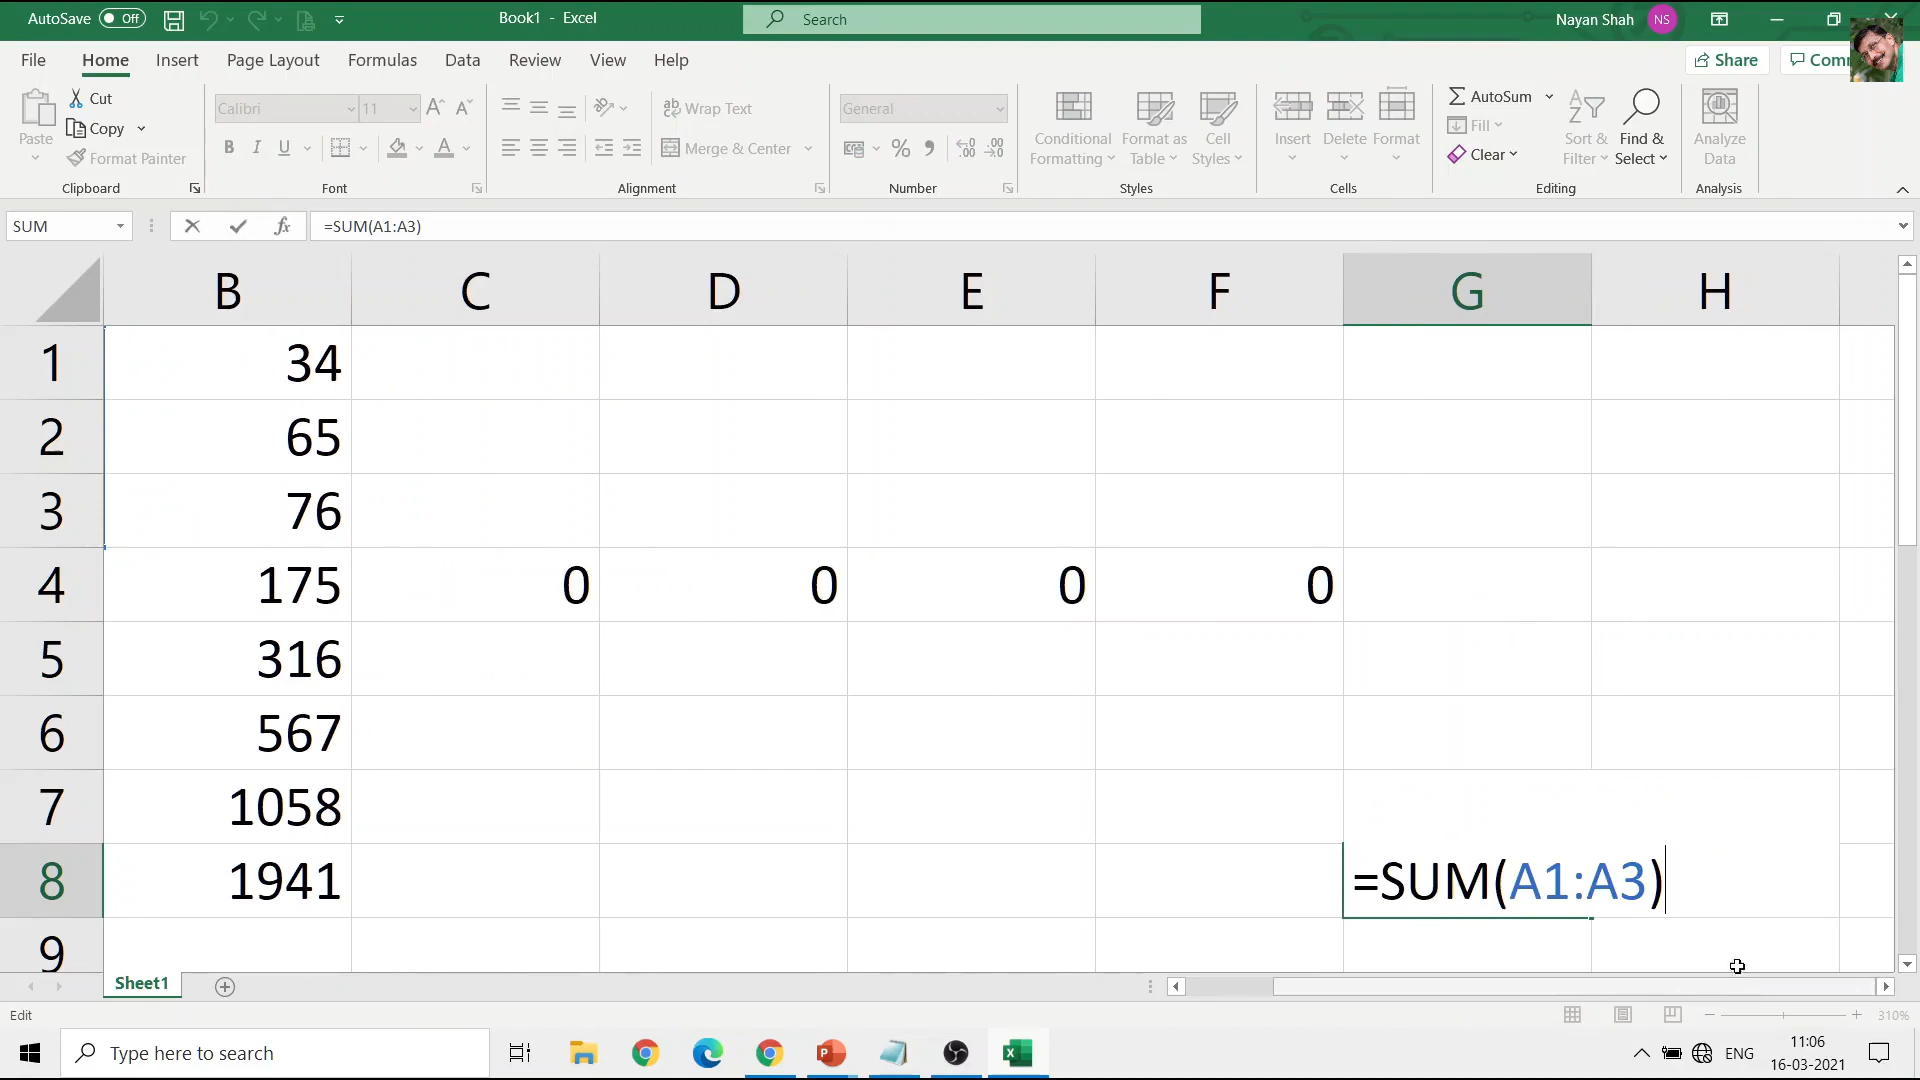 AutoSave Off Book1 - Excel Search Nayan Shah NS
File Home Insert Page Layout Formulas Data Review View Help Share
Paste
Cut
Copy
Format Painter
Clipboard
Calibri 11
B I U A
Font
ab Wrap Text
Merge & Center
Alignment
General
% 9
Number
Conditional Formatting
Format as Table
Cell Styles
Styles
Insert Delete Format
Cells
AutoSum
Fill
Clear
Sort & Filter
Find & Select
Editing
Analyze Data
Analysis
SUM fx =SUM(A1:A3)
B C D E F G H
1 34
2 65
3 76
4 175 0 0 0 0
5 316
6 567
7 1058
8 1941 =SUM(A1:A3)
9
Sheet1
Edit 310%
Type here to search ENG 11:06
16-03-2021